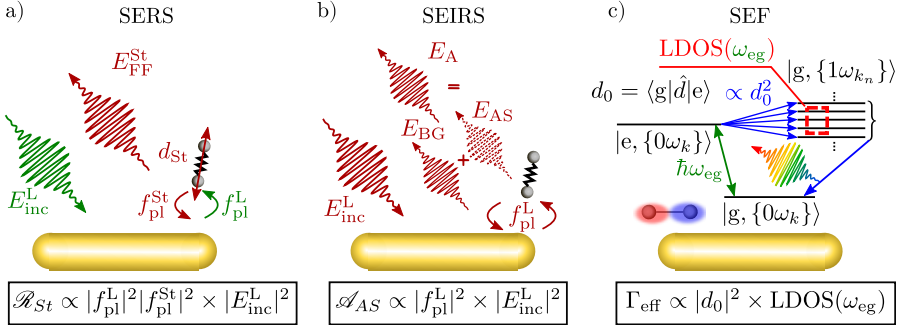 a) SERS
E_FF^St
d_St
E_inc^L
f_pl^St
f_pl^L
ℛ_St ∝ |f_pl^L|²|f_pl^St|² × |E_inc^L|²
b) SEIRS
E_A
=
E_AS
E_BG
+
E_inc^L
f_pl^L
𝒜_AS ∝ |f_pl^L|² × |E_inc^L|²
c) SEF
LDOS(ω_eg)
|g, {1ω_{k_n}}⟩
d_0 = ⟨g|d̂|e⟩ ∝ d_0²
|e, {0ω_k}⟩
ħω_eg
|g, {0ω_k}⟩
Γ_eff ∝ |d_0|² × LDOS(ω_eg)